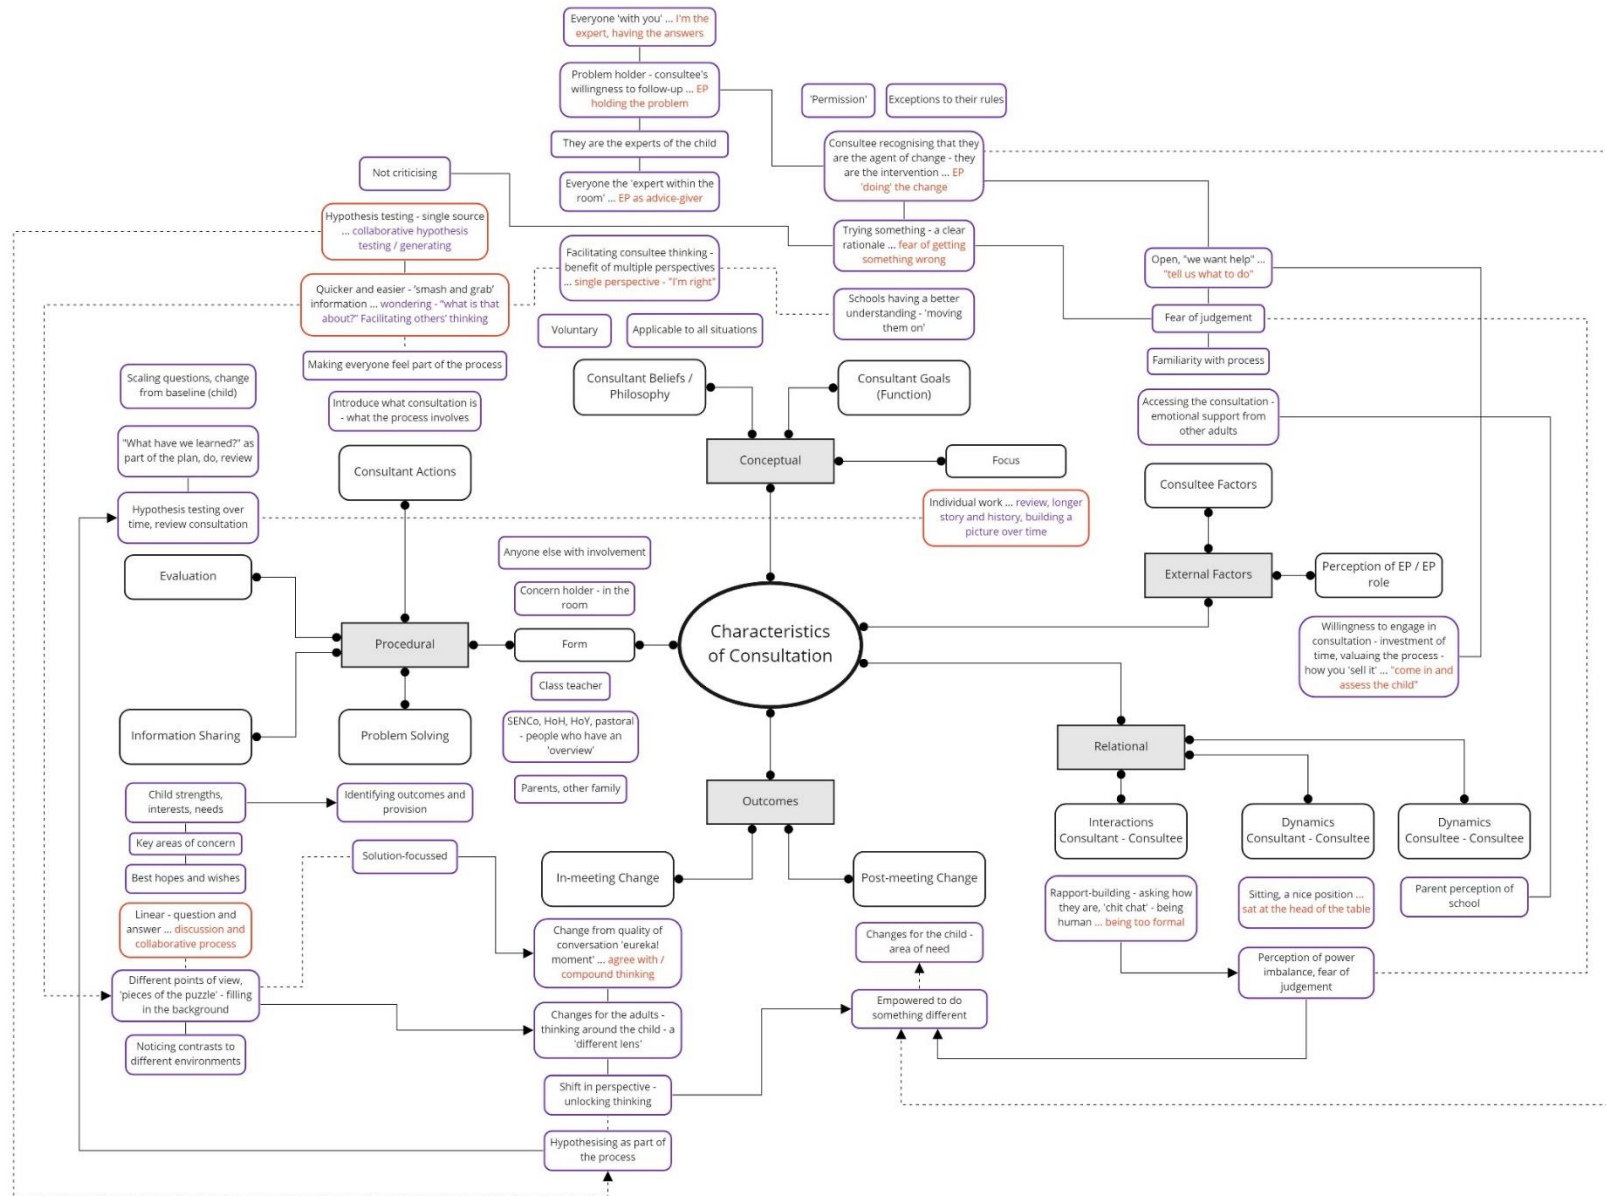 Everyone 'with you' ... I'm the
expert, having the answers
Problem holder - consultee's
willingness to follow-up ... EP
holding the problem
They are the experts of the child
Everyone the 'expert within the
room' ... EP as advice-giver
'Permission'
Exceptions to their rules
Consultee recognising that they
are the agent of change - they
are the intervention ... EP
'doing' the change
Not criticising
Hypothesis testing - single source
... collaborative hypothesis
testing / generating
Quicker and easier - 'smash and grab'
information ... wondering - "what is that
about?" Facilitating others' thinking
Making everyone feel part of the process
Introduce what consultation is
- what the process involves
Facilitating consultee thinking -
benefit of multiple perspectives
... single perspective - "I'm right"
Voluntary
Applicable to all situations
Trying something - a clear
rationale ... fear of getting
something wrong
Schools having a better
understanding - 'moving
them on'
Open, "we want help" ...
"tell us what to do"
Fear of judgement
Familiarity with process
Accessing the consultation -
emotional support from
other adults
Scaling questions, change
from baseline (child)
"What have we learned?" as
part of the plan, do, review
Hypothesis testing over
time, review consultation
Consultant Actions
Consultant Beliefs /
Philosophy
Consultant Goals
(Function)
Conceptual
Focus
Individual work ... review, longer
story and history, building a
picture over time
Consultee Factors
External Factors
Perception of EP / EP
role
Willingness to engage in
consultation - investment of
time, valuing the process -
how you 'sell it' ... "come in and
assess the child"
Evaluation
Procedural
Information Sharing
Problem Solving
Anyone else with involvement
Concern holder - in the
room
Form
Class teacher
SENCo, HoH, HoY, pastoral
- people who have an
'overview'
Parents, other family
Characteristics
of Consultation
Relational
Interactions
Consultant - Consultee
Dynamics
Consultant - Consultee
Dynamics
Consultee - Consultee
Rapport-building - asking how
they are, 'chit chat' - being
human ... being too formal
Sitting, a nice position ...
sat at the head of the table
Parent perception of
school
Perception of power
imbalance, fear of
judgement
Outcomes
In-meeting Change
Post-meeting Change
Child strengths,
interests, needs
Identifying outcomes and
provision
Key areas of concern
Best hopes and wishes
Solution-focussed
Linear - question and
answer ... discussion and
collaborative process
Different points of view,
'pieces of the puzzle' - filling
in the background
Noticing contrasts to
different environments
Change from quality of
conversation 'eureka!
moment' ... agree with /
compound thinking
Changes for the adults -
thinking around the child - a
'different lens'
Shift in perspective -
unlocking thinking
Hypothesising as part of
the process
Changes for the child -
area of need
Empowered to do
something different